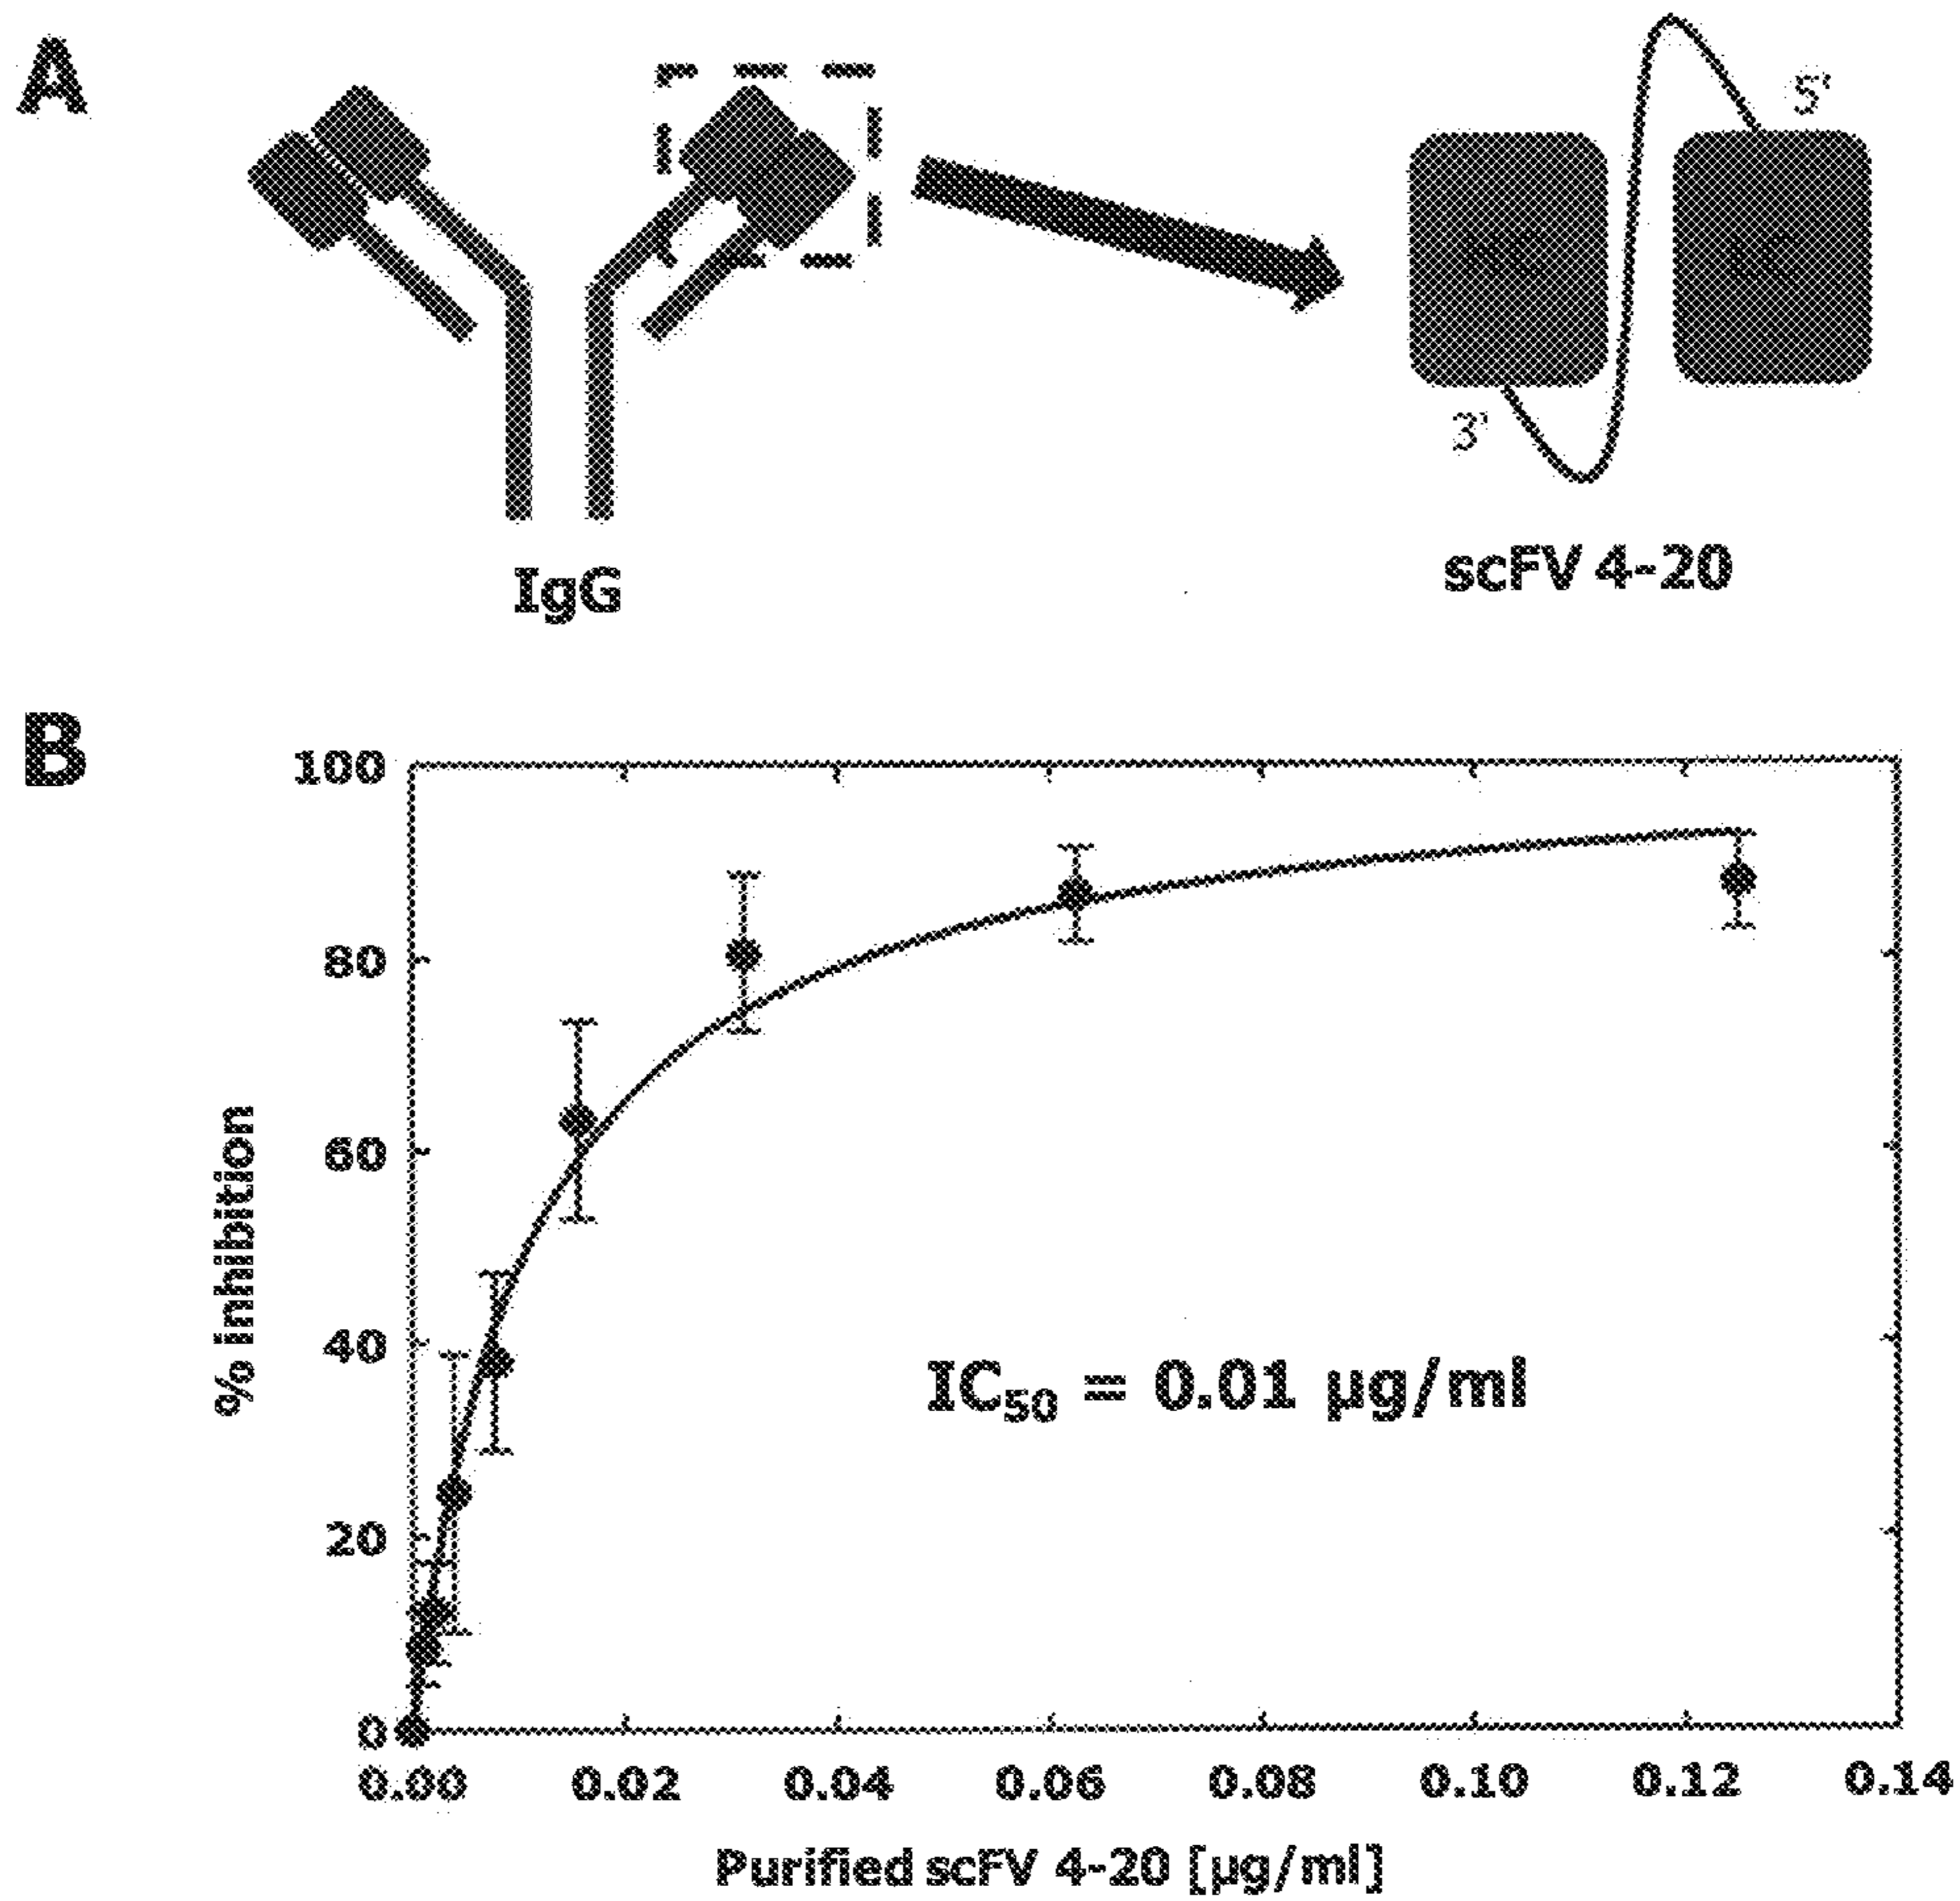 A
5'
3'
IgG
scFV 4-20
B
100
80
60
40
20
0
% inhibition
IC₅₀ = 0.01 µg/ml
0.00 0.02 0.04 0.06 0.08 0.10 0.12 0.14
Purified scFV 4-20 [µg/ml]